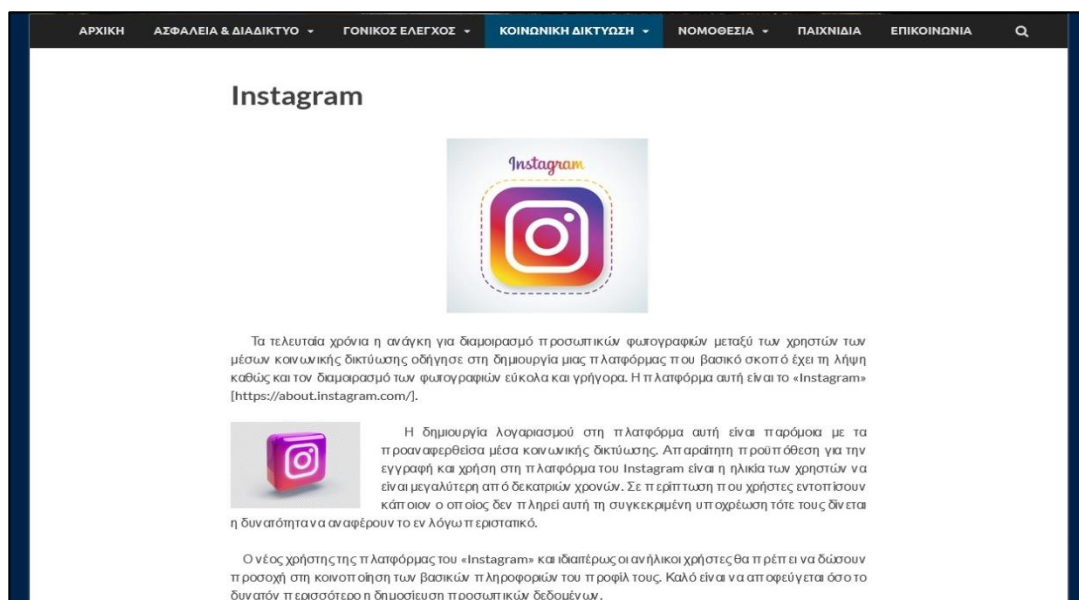 ΑΡΧΙΚΗ ΑΣΦΑΛΕΙΑ & ΔΙΑΔΙΚΤΥΟ ΓΟΝΙΚΟΣ ΕΛΕΓΧΟΣ ΚΟΙΝΩΝΙΚΗ ΔΙΚΤΥΩΣΗ ΝΟΜΟΘΕΣΙΑ ΠΑΙΧΝΙΔΙΑ ΕΠΙΚΟΙΝΩΝΙΑ
Instagram
Instagram
Τα τελευταία χρόνια η ανάγκη για διαμοιρασμό προσωπικών φωτογραφιών μεταξύ των χρηστών των
μέσων κοινωνικής δικτύωσης οδήγησε στη δημιουργία μιας πλατφόρμας που βασικό σκοπό έχει τη λήψη
καθώς και τον διαμοιρασμό των φωτογραφιών εύκολα και γρήγορα. Η πλατφόρμα αυτή είναι το «Instagram»
[https://about.instagram.com/].
Η δημιουργία λογαριασμού στη πλατφόρμα αυτή είναι παρόμοια με τα
προαναφερθείσα μέσα κοινωνικής δικτύωσης. Απαραίτητη προϋπόθεση για την
εγγραφή και χρήση στη πλατφόρμα του Instagram είναι η ηλικία των χρηστών να
είναι μεγαλύτερη από δεκατριών χρονών. Σε περίπτωση που χρήστες εντοπίσουν
κάποιον ο οποίος δεν πληρεί αυτή τη συγκεκριμένη υποχρέωση τότε τους δίνεται
η δυνατότητα να αναφέρουν το εν λόγω περιστατικό.
Ο νέος χρήστης της πλατφόρμας του «Instagram» και ιδιαιτέρως οι ανήλικοι χρήστες θα πρέπει να δώσουν
προσοχή στη κοινοποίηση των βασικών πληροφοριών του προφίλ τους. Καλό είναι να αποφεύγεται όσο το
δυνατόν περισσότερο η δημοσίευση προσωπικών δεδομένων.